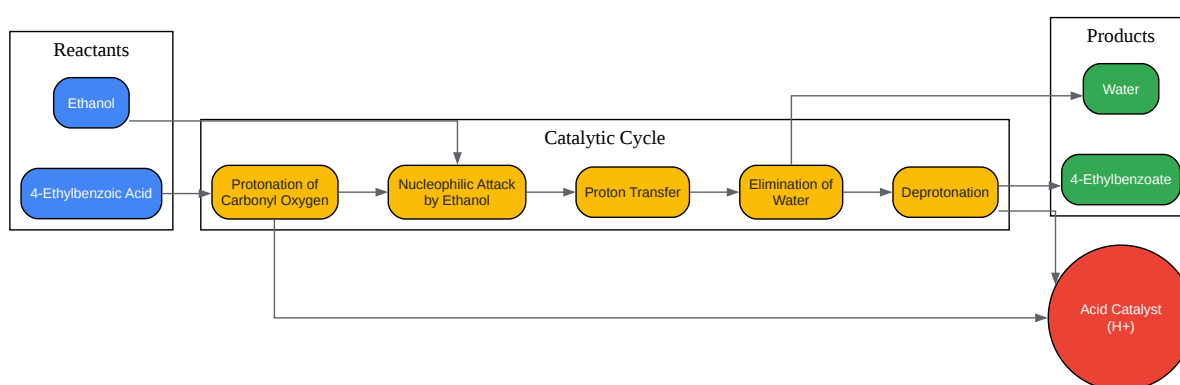 Reactants
Ethanol
4-Ethylbenzoic Acid
Catalytic Cycle
Protonation of
Carbonyl Oxygen
Nucleophilic Attack
by Ethanol
Proton Transfer
Elimination of
Water
Deprotonation
Products
Water
4-Ethylbenzoate
Acid Catalyst
(H+)